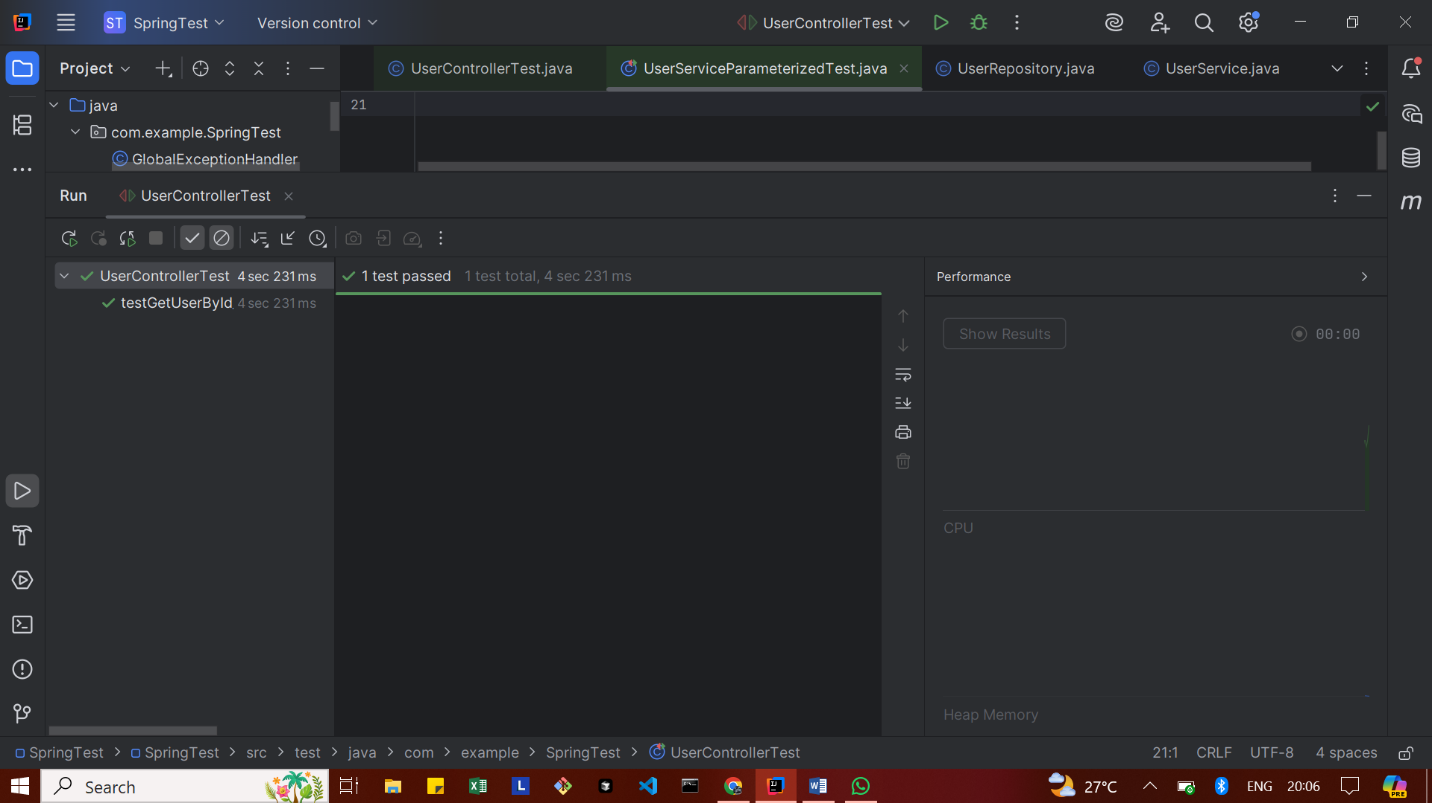 ST SpringTest Version control UserControllerTest
Project UserControllerTest.java UserServiceParameterizedTest.java UserRepository.java UserService.java
java
21
com.example.SpringTest
GlobalExceptionHandler
Run UserControllerTest
m
UserControllerTest 4 sec 231 ms
1 test passed 1 test total, 4 sec 231 ms
Performance
testGetUserById 4 sec 231 ms
Show Results 00:00
CPU
Heap Memory
SpringTest > SpringTest > src > test > java > com > example > SpringTest > UserControllerTest 21:1 CRLF UTF-8 4 spaces
Search 27°C ENG 20:06 PRE